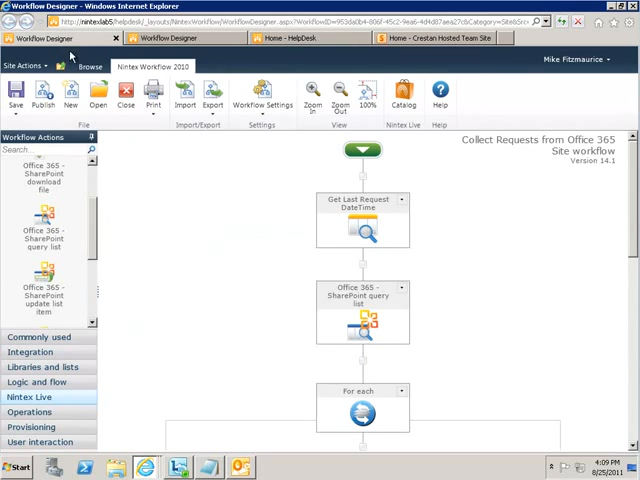 Workflow Designer - Windows Internet Explorer
http://nintexlab5/helpdesk/_layouts/NintexWorkflow/WorkflowDesigner.aspx?WorkflowID=953da0b4-806f-45c2-9ea6-4d4d87aea27c&Category=Site&Src=
Workflow Designer
Workflow Designer
Home - HelpDesk
Home - Crestan Hosted Team Site
Site Actions
Browse
Nintex Workflow 2010
Mike Fitzmaurice
Save
Publish
New
Open
Close
Print
Import
Export
Workflow Settings
Zoom In
Zoom Out
100%
Catalog
Help
File
Import/Export
Settings
View
Nintex Live
Help
Workflow Actions
Search...
Office 365 -
SharePoint
download
file
Office 365 -
SharePoint
query list
Office 365 -
SharePoint
update list
item
Commonly used
Integration
Libraries and lists
Logic and flow
Nintex Live
Operations
Provisioning
User interaction
Collect Requests from Office 365
Site workflow
Version 14.1
Get Last Request
DateTime
Office 365 -
SharePoint query
list
For each
Start
4:09 PM
8/25/2011